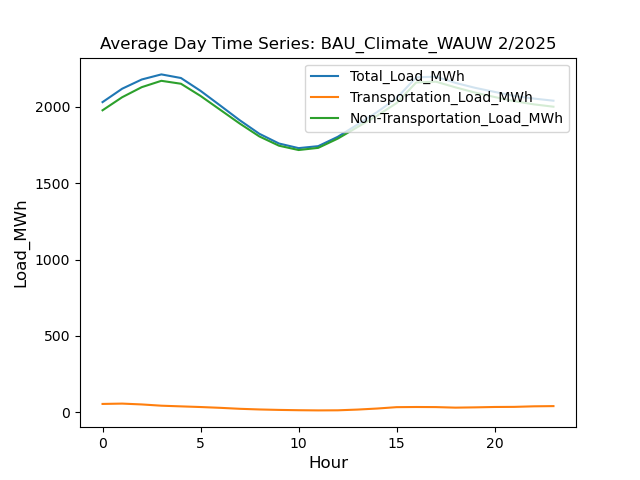 Average Day Time Series: BAU_Climate_WAUW 2/2025
Total_Load_MWh
Transportation_Load_MWh
Non-Transportation_Load_MWh
Load_MWh
2000
1500
1000
500
0
0 5 10 15 20
Hour